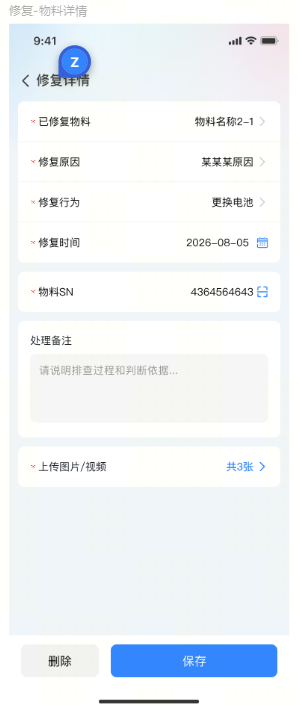 修复-物料详情
9:41
Z
修复详情
*已修复物料 物料名称2-1
*修复原因 某某某原因
*修复行为 更换电池
*修复时间 2026-08-05
*物料SN 4364564643
处理备注
请说明排查过程和判断依据...
*上传图片/视频 共3张
删除 保存